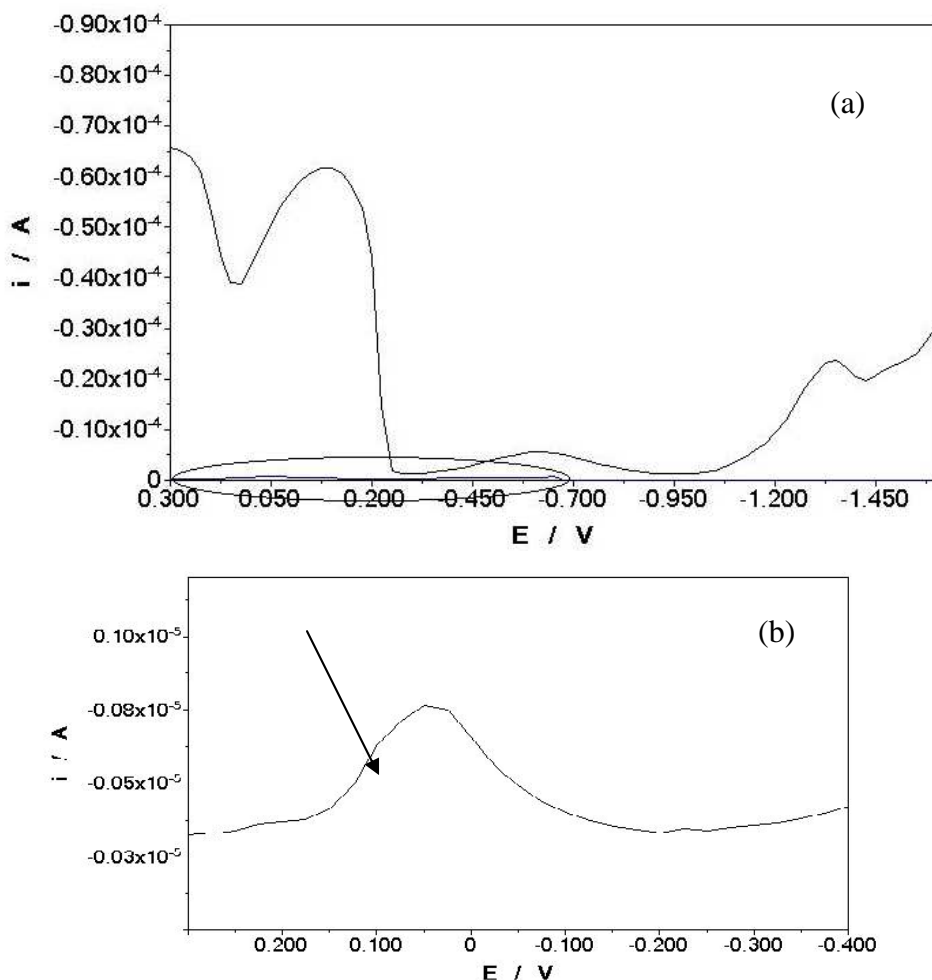 -0.90x10⁻⁴
-0.80x10⁻⁴
-0.70x10⁻⁴
(a)
-0.60x10⁻⁴
-0.50x10⁻⁴
i / A
-0.40x10⁻⁴
-0.30x10⁻⁴
-0.20x10⁻⁴
-0.10x10⁻⁴
0
0.300 0.050 0.200 -0.450 -0.700 -0.950 -1.200 -1.450
E / V
(b)
0.10x10⁻⁵
-0.08x10⁻⁵
i / A
-0.05x10⁻⁵
-0.03x10⁻⁵
0.200 0.100 0 -0.100 -0.200 -0.300 -0.400
E / V